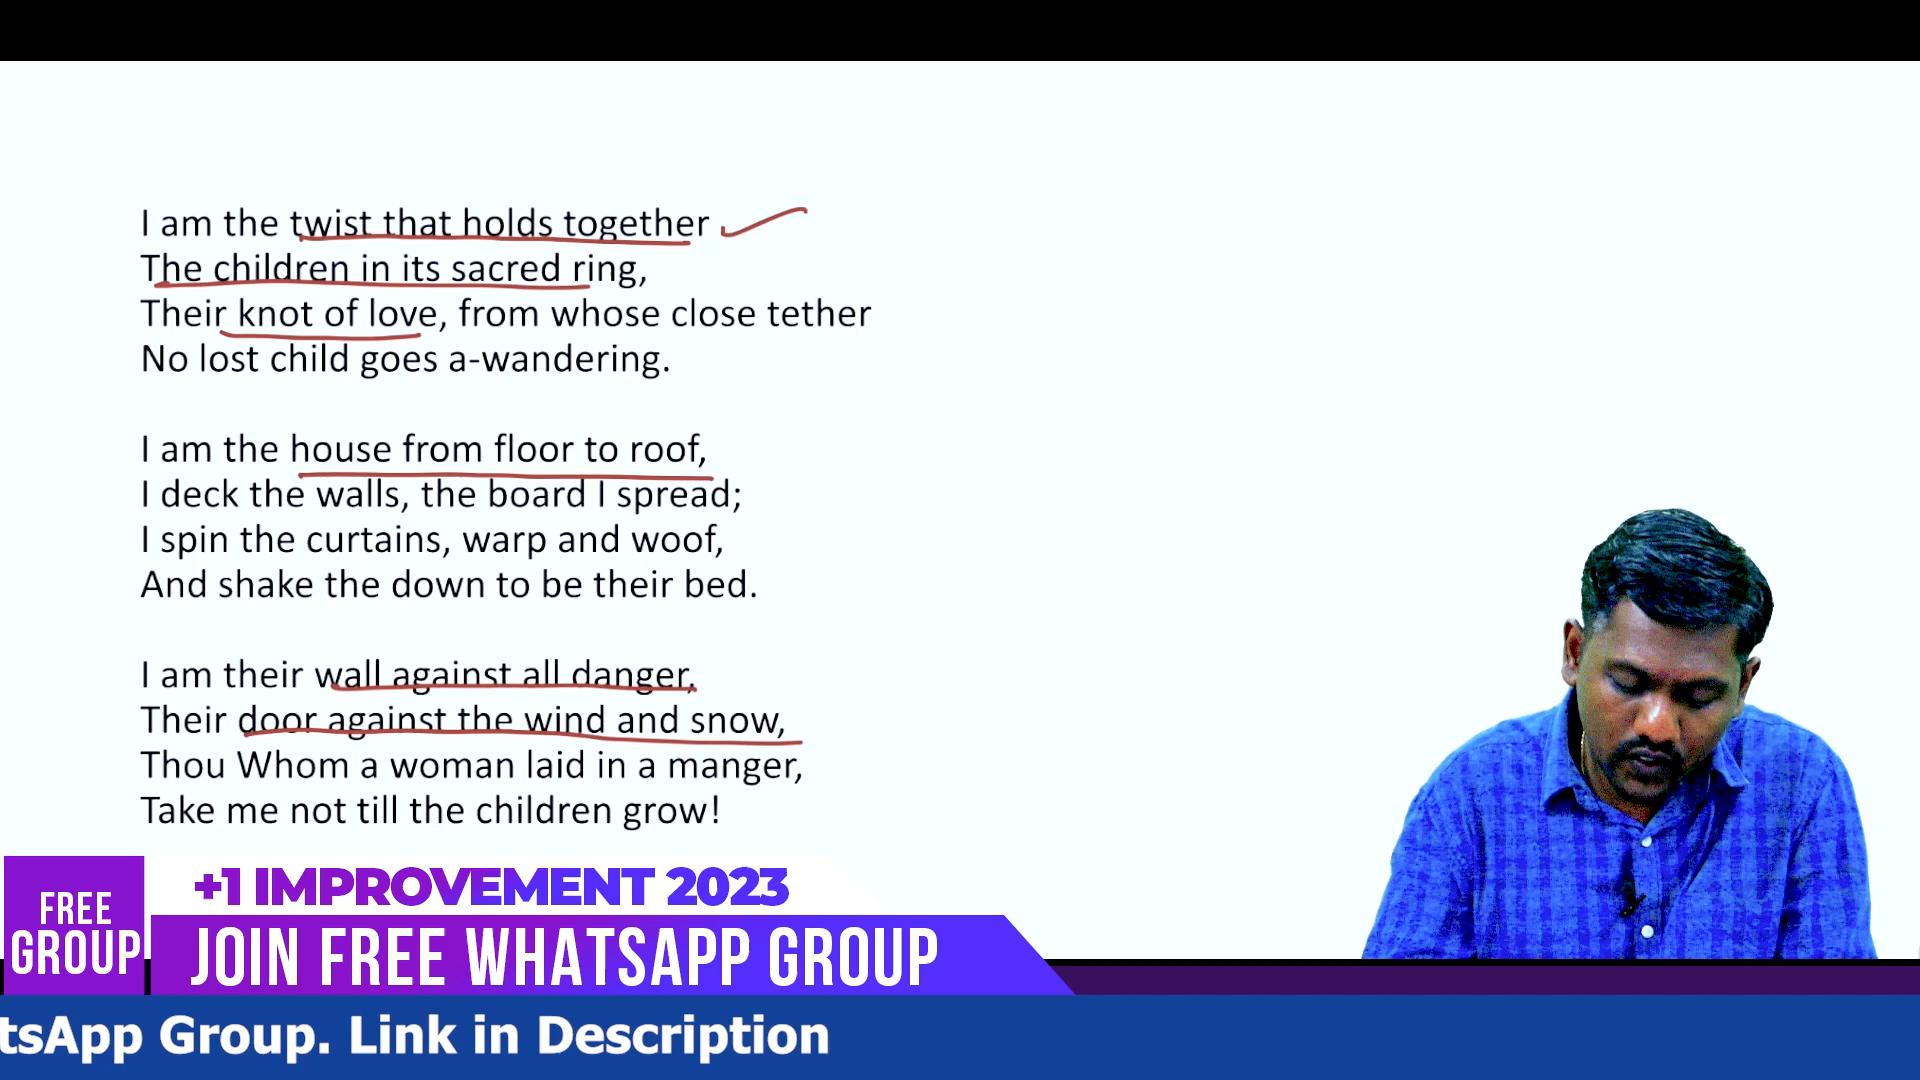 I am the twist that holds together
The children in its sacred ring,
Their knot of love, from whose close tether
No lost child goes a-wandering.
I am the house from floor to roof,
I deck the walls, the board I spread;
I spin the curtains, warp and woof,
And shake the down to be their bed.
I am their wall against all danger,
Their door against the wind and snow,
Thou Whom a woman laid in a manger,
Take me not till the children grow!
FREE
GROUP
+1 IMPROVEMENT 2023
JOIN FREE WHATSAPP GROUP
tsApp Group. Link in Description